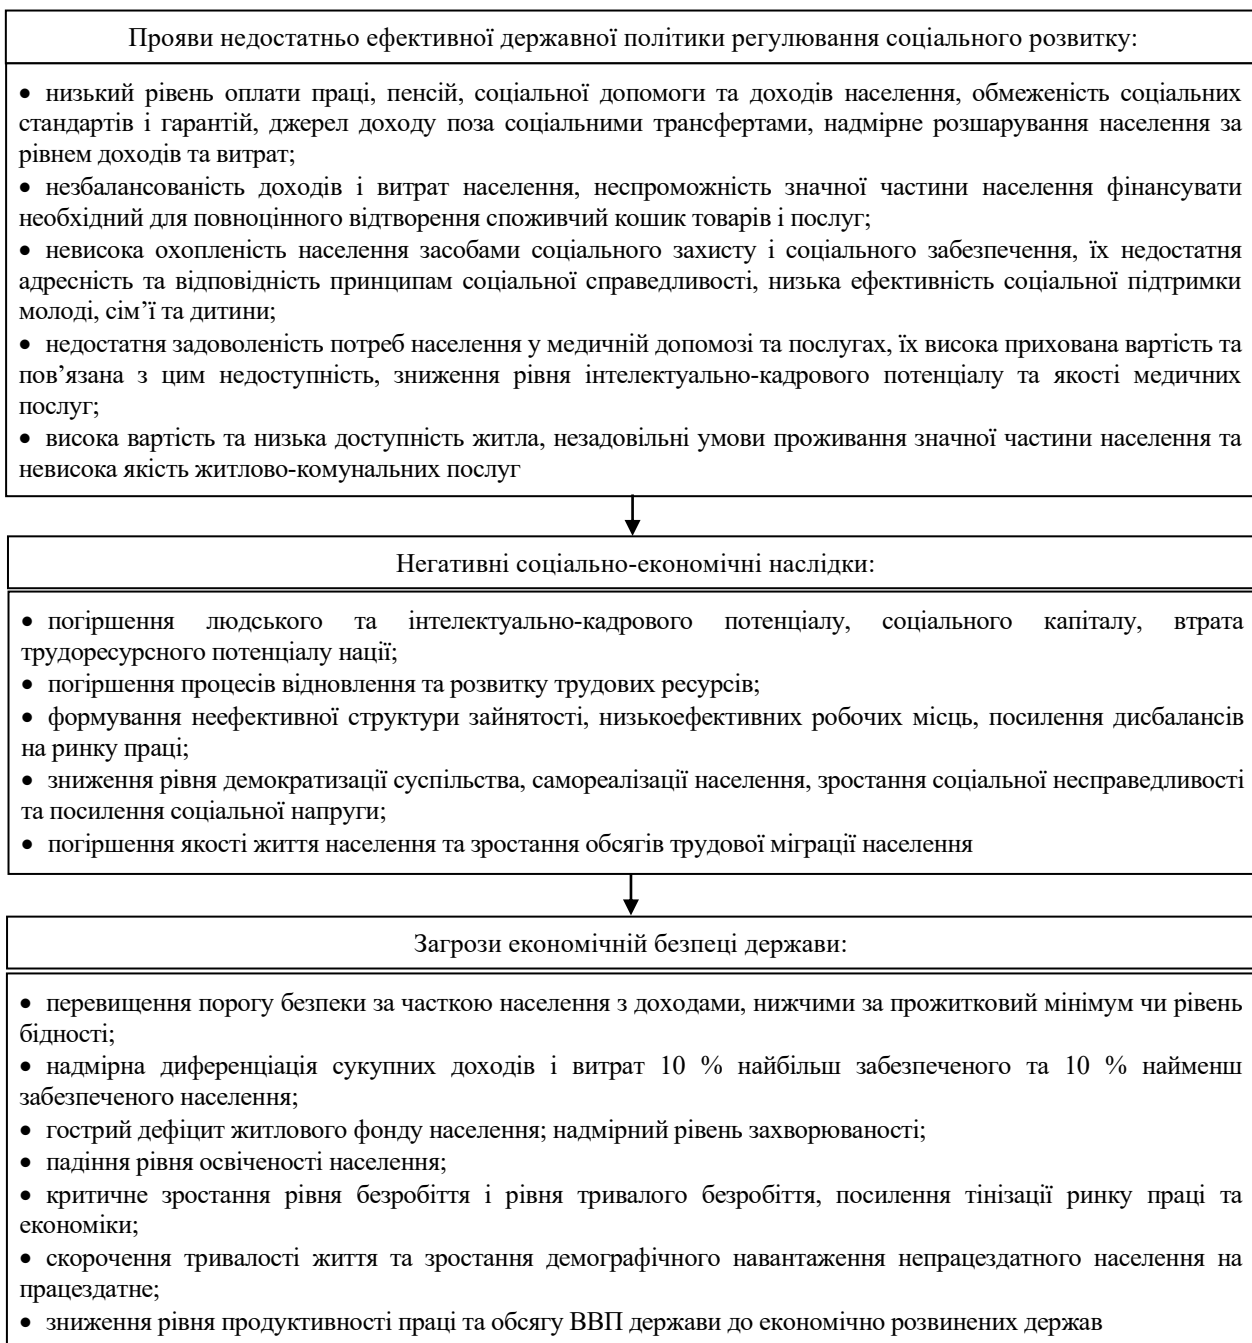 Прояви недостатньо ефективної державної політики регулювання соціального розвитку:
• низький рівень оплати праці, пенсій, соціальної допомоги та доходів населення, обмеженість соціальних
стандартів і гарантій, джерел доходу поза соціальними трансфертами, надмірне розшарування населення за
рівнем доходів та витрат;
• незбалансованість доходів і витрат населення, неспроможність значної частини населення фінансувати
необхідний для повноцінного відтворення споживчий кошик товарів і послуг;
• невисока охопленість населення засобами соціального захисту і соціального забезпечення, їх недостатня
адресність та відповідність принципам соціальної справедливості, низька ефективність соціальної підтримки
молоді, сім’ї та дитини;
• недостатня задоволеність потреб населення у медичній допомозі та послугах, їх висока прихована вартість та
пов’язана з цим недоступність, зниження рівня інтелектуально-кадрового потенціалу та якості медичних
послуг;
• висока вартість та низька доступність житла, незадовільні умови проживання значної частини населення та
невисока якість житлово-комунальних послуг
Негативні соціально-економічні наслідки:
• погіршення людського та інтелектуально-кадрового потенціалу, соціального капіталу, втрата
трудоресурсного потенціалу нації;
• погіршення процесів відновлення та розвитку трудових ресурсів;
• формування неефективної структури зайнятості, низькоефективних робочих місць, посилення дисбалансів
на ринку праці;
• зниження рівня демократизації суспільства, самореалізації населення, зростання соціальної несправедливості
та посилення соціальної напруги;
• погіршення якості життя населення та зростання обсягів трудової міграції населення
Загрози економічній безпеці держави:
• перевищення порогу безпеки за часткою населення з доходами, нижчими за прожитковий мінімум чи рівень
бідності;
• надмірна диференціація сукупних доходів і витрат 10 % найбільш забезпеченого та 10 % найменш
забезпеченого населення;
• гострий дефіцит житлового фонду населення; надмірний рівень захворюваності;
• падіння рівня освіченості населення;
• критичне зростання рівня безробіття і рівня тривалого безробіття, посилення тінізації ринку праці та
економіки;
• скорочення тривалості життя та зростання демографічного навантаження непрацездатного населення на
працездатне;
• зниження рівня продуктивності праці та обсягу ВВП держави до економічно розвинених держав